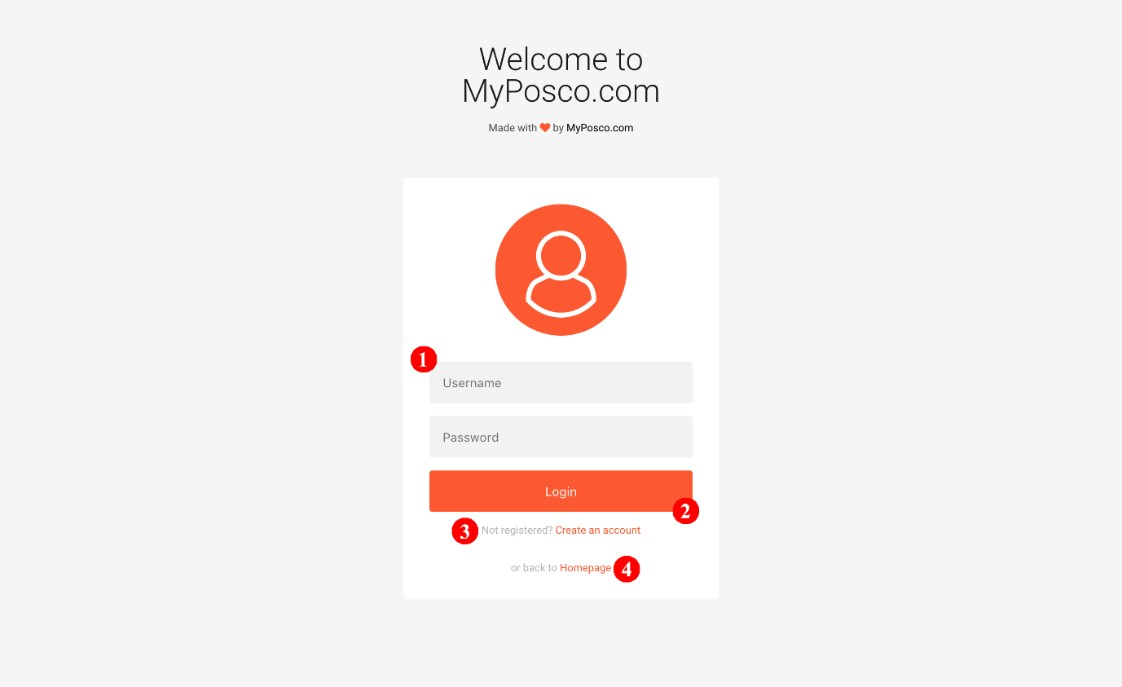 Welcome to
MyPosco.com
Made with ❤ by MyPosco.com
1
Username
Password
Login
2
3 Not registered? Create an account
or back to Homepage 4